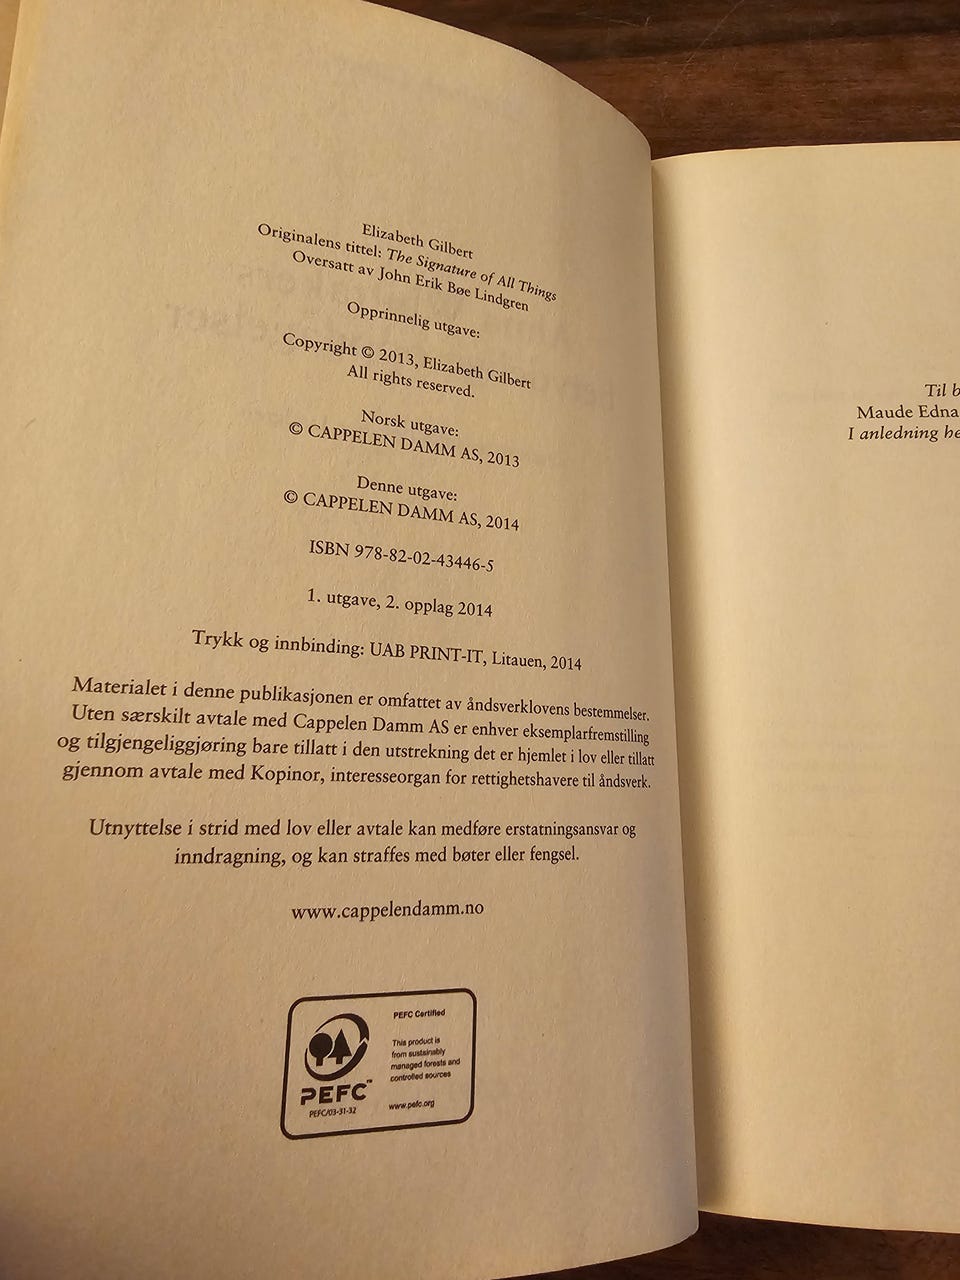 Elizabeth Gilbert
Originalens tittel: The Signature of All Things
Oversatt av John Erik Bøe Lindgren
Opprinnelig utgave:
Copyright © 2013, Elizabeth Gilbert
All rights reserved.
Norsk utgave:
© CAPPELEN DAMM AS, 2013
Denne utgave:
© CAPPELEN DAMM AS, 2014
ISBN 978-82-02-43446-5
1. utgave, 2. opplag 2014
Trykk og innbinding: UAB PRINT-IT, Litauen, 2014
Materialet i denne publikasjonen er omfattet av åndsverklovens bestemmelser.
Uten særskilt avtale med Cappelen Damm AS er enhver eksemplarfremstilling
og tilgjengeliggjøring bare tillatt i den utstrekning det er hjemlet i lov eller tillatt
gjennom avtale med Kopinor, interesseorgan for rettighetshavere til åndsverk.
Utnyttelse i strid med lov eller avtale kan medføre erstatningsansvar og
inndragning, og kan straffes med bøter eller fengsel.
www.cappelendamm.no
PEFC™
PEFC/03-31-32
PEFC Certified
This product is
from sustainably
managed forests and
controlled sources
www.pefc.org
Til
Maude Edna
I anledning